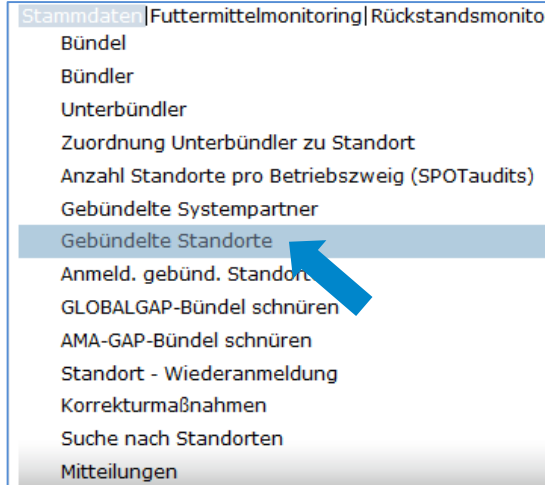 Stammdaten|Futtermittelmonitoring|Rückstandsmonito
Bündel
Bündler
Unterbündler
Zuordnung Unterbündler zu Standort
Anzahl Standorte pro Betriebszweig (SPOTaudits)
Gebündelte Systempartner
Gebündelte Standorte
Anmeld. gebünd. Standort
GLOBALGAP-Bündel schnüren
AMA-GAP-Bündel schnüren
Standort - Wiederanmeldung
Korrekturmaßnahmen
Suche nach Standorten
Mitteilungen